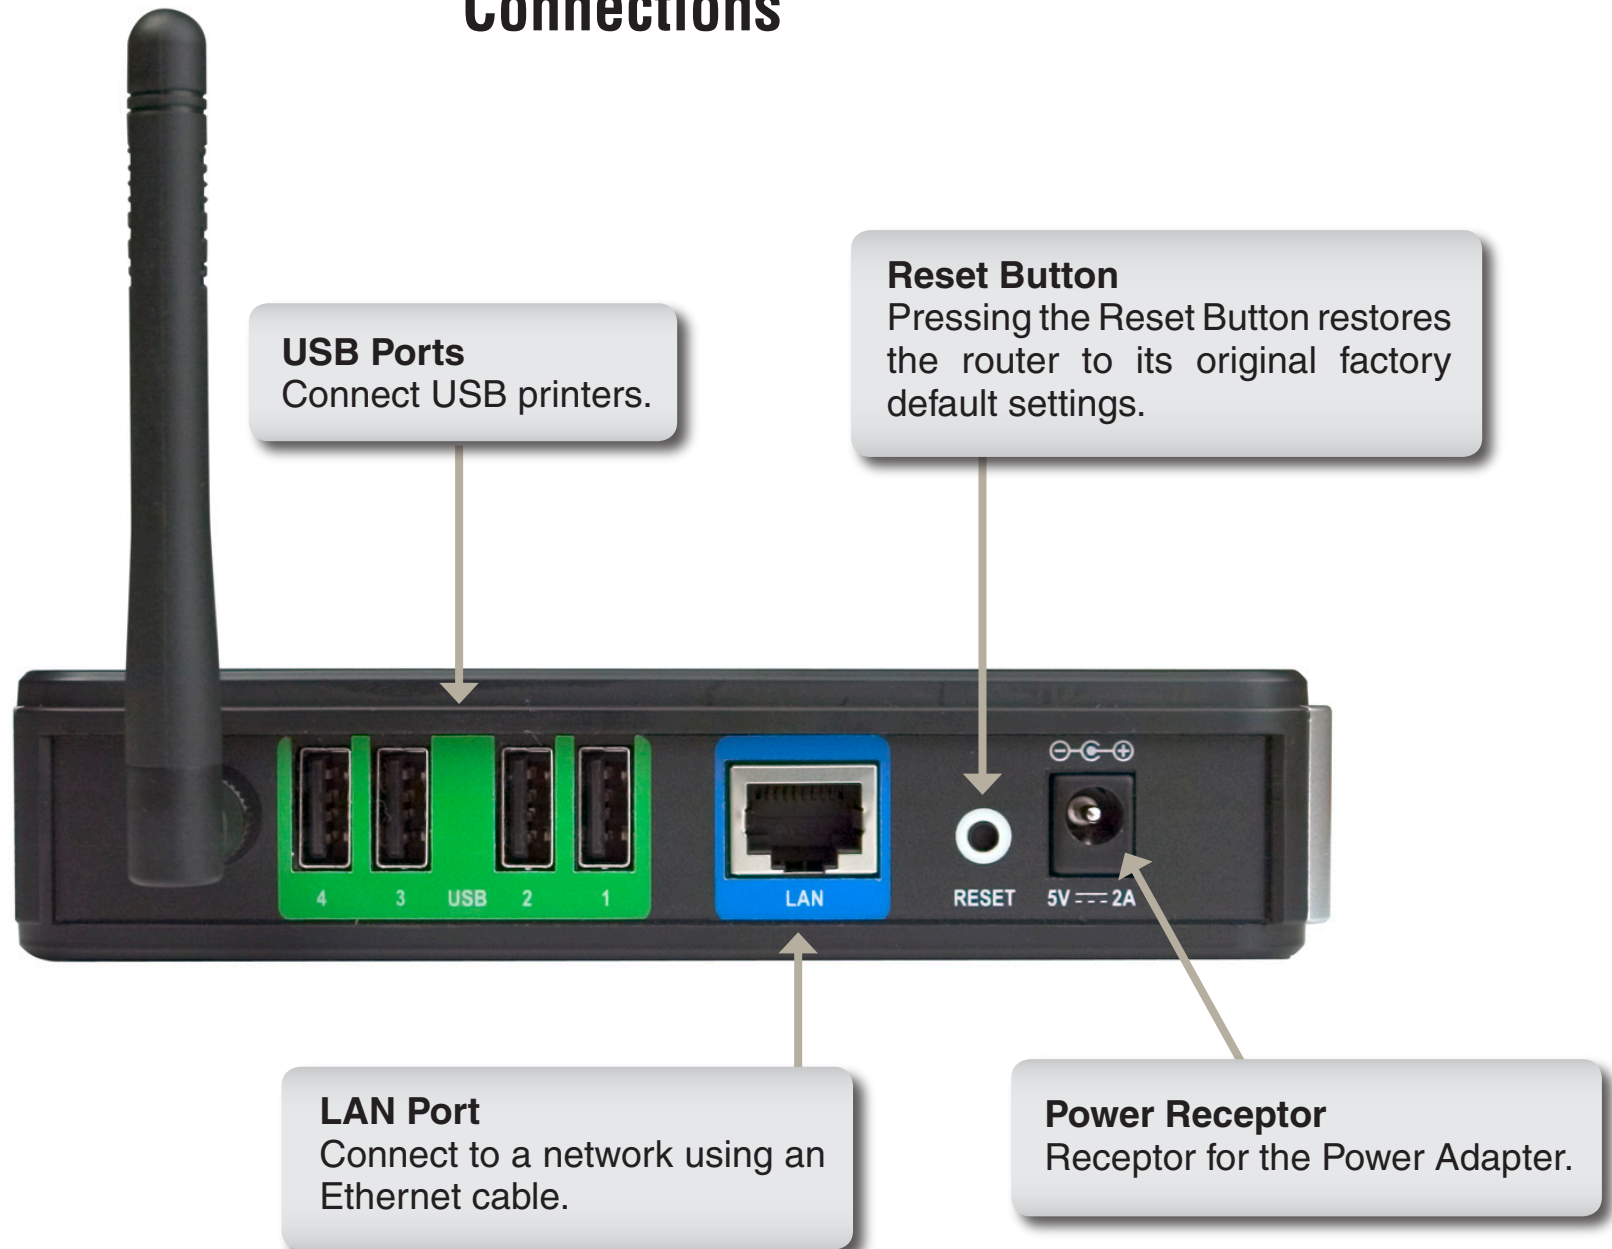 Connections
USB Ports
Connect USB printers.
Reset Button
Pressing the Reset Button restores
the router to its original factory
default settings.
4 3 USB 2 1
LAN
RESET
5V 2A
LAN Port
Connect to a network using an
Ethernet cable.
Power Receptor
Receptor for the Power Adapter.